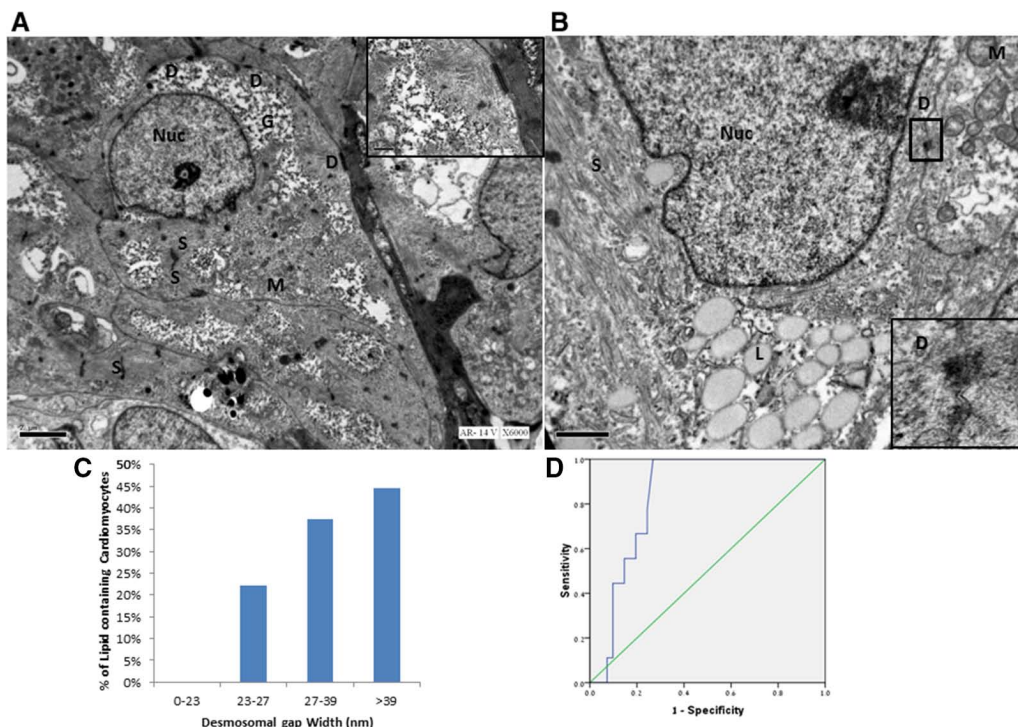 A
D
D
G
Nuc
D
S
S
M
S
AR- 14 V X6000
B
M
D
Nuc
S
L
D
C
50%
45%
40%
35%
30%
25%
20%
15%
10%
5%
0%
% of Lipid containing Cardiomyocytes
0-23
23-27
27-39
>39
Desmosomal gap Width (nm)
D
1.0
0.8
0.6
0.4
0.2
0.0
Sensitivity
0.0
0.2
0.4
0.6
0.8
1.0
1 - Specificity